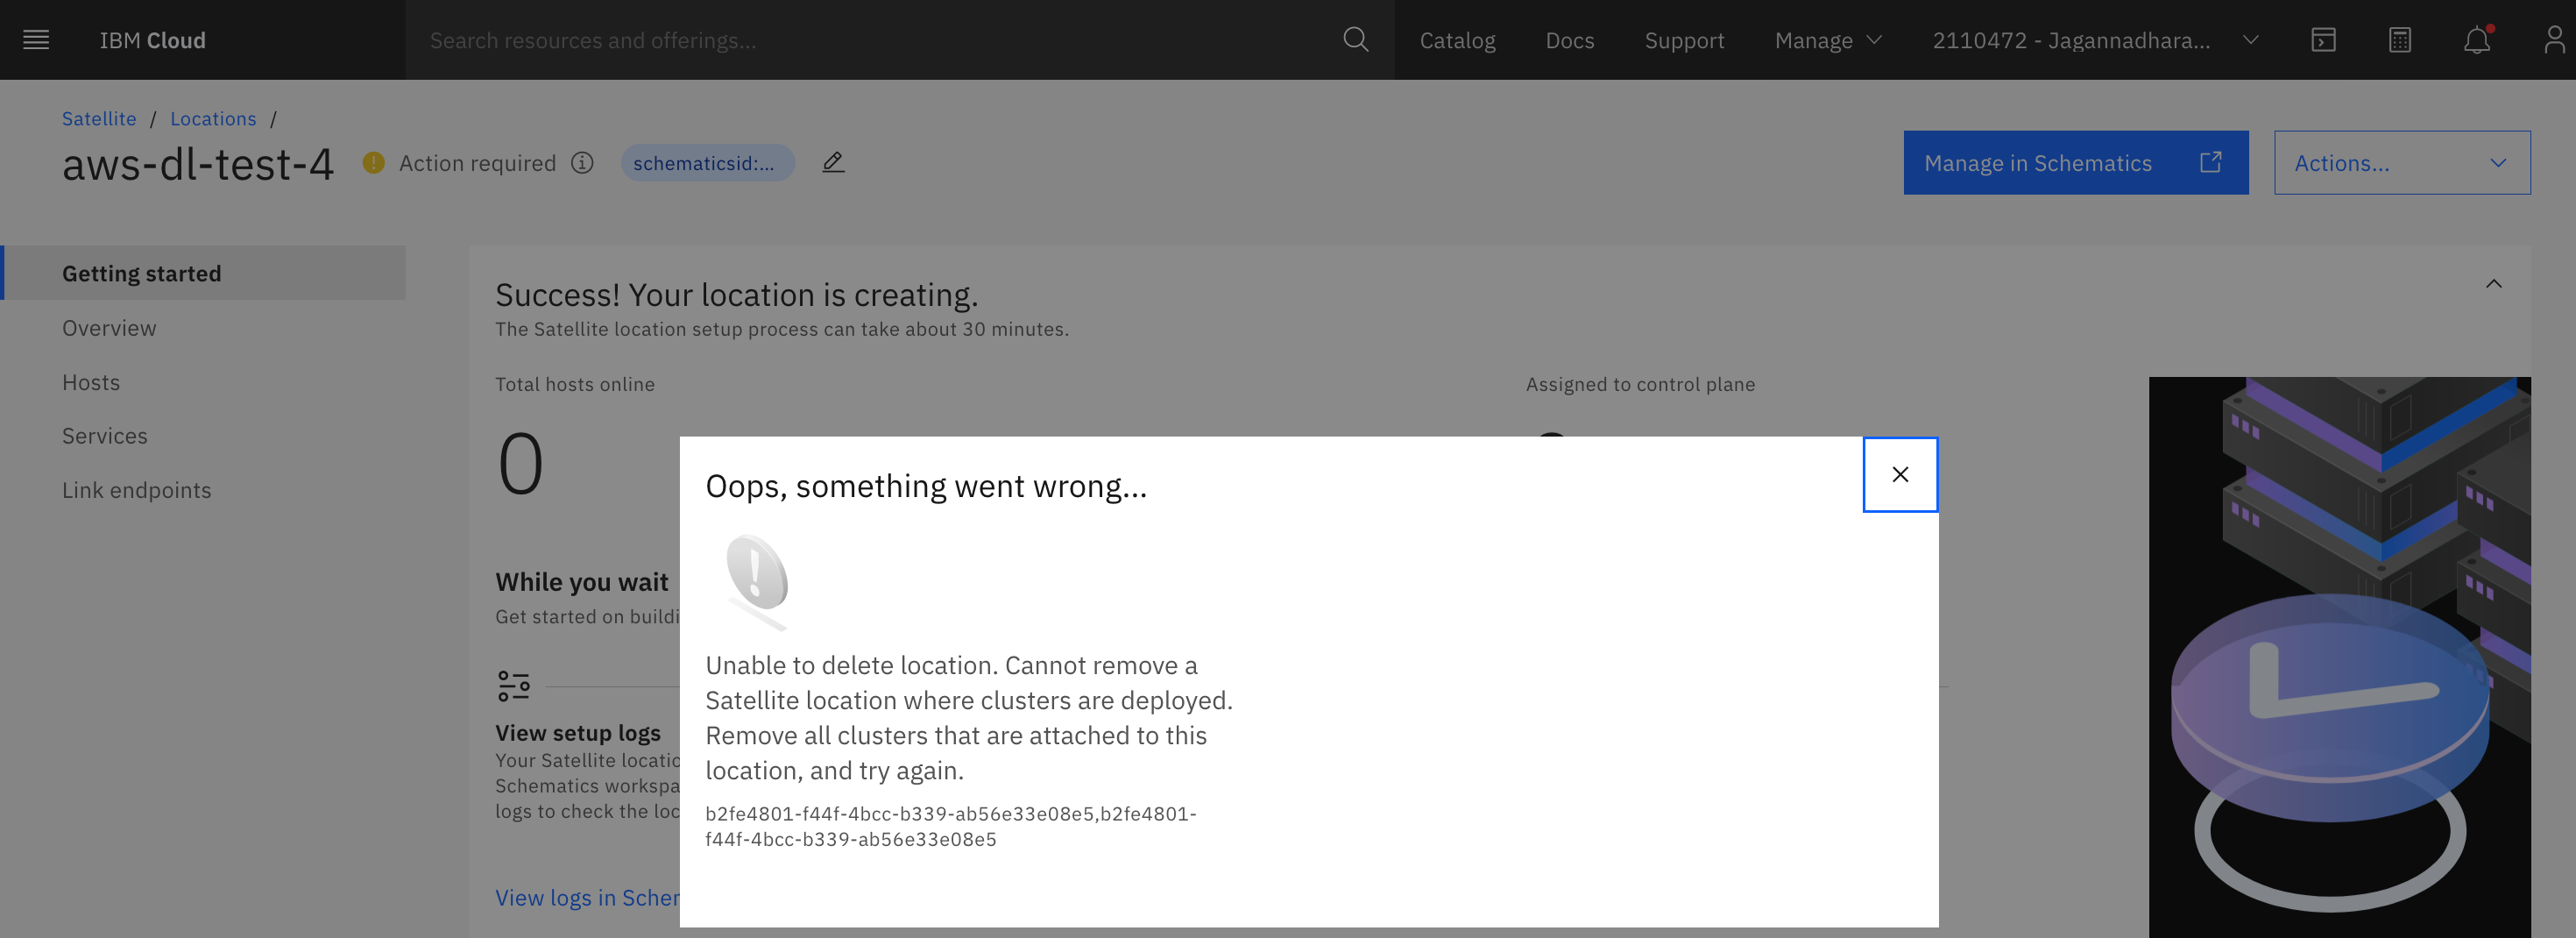 IBM Cloud
Search resources and offerings...
Catalog
Docs
Support
Manage
2110472 - Jagannadhara...
Satellite / Locations /
aws-dl-test-4
Action required
schematicsid:...
Manage in Schematics
Actions...
Getting started
Overview
Hosts
Services
Link endpoints
Success! Your location is creating.
The Satellite location setup process can take about 30 minutes.
Total hosts online
Assigned to control plane
0
Oops, something went wrong...
Unable to delete location. Cannot remove a
Satellite location where clusters are deployed.
Remove all clusters that are attached to this
location, and try again.
b2fe4801-f44f-4bcc-b339-ab56e33e08e5,b2fe4801-
f44f-4bcc-b339-ab56e33e08e5
While you wait
Get started on buildi
View setup logs
Your Satellite locatio
Schematics workspa
logs to check the loc
View logs in Scher